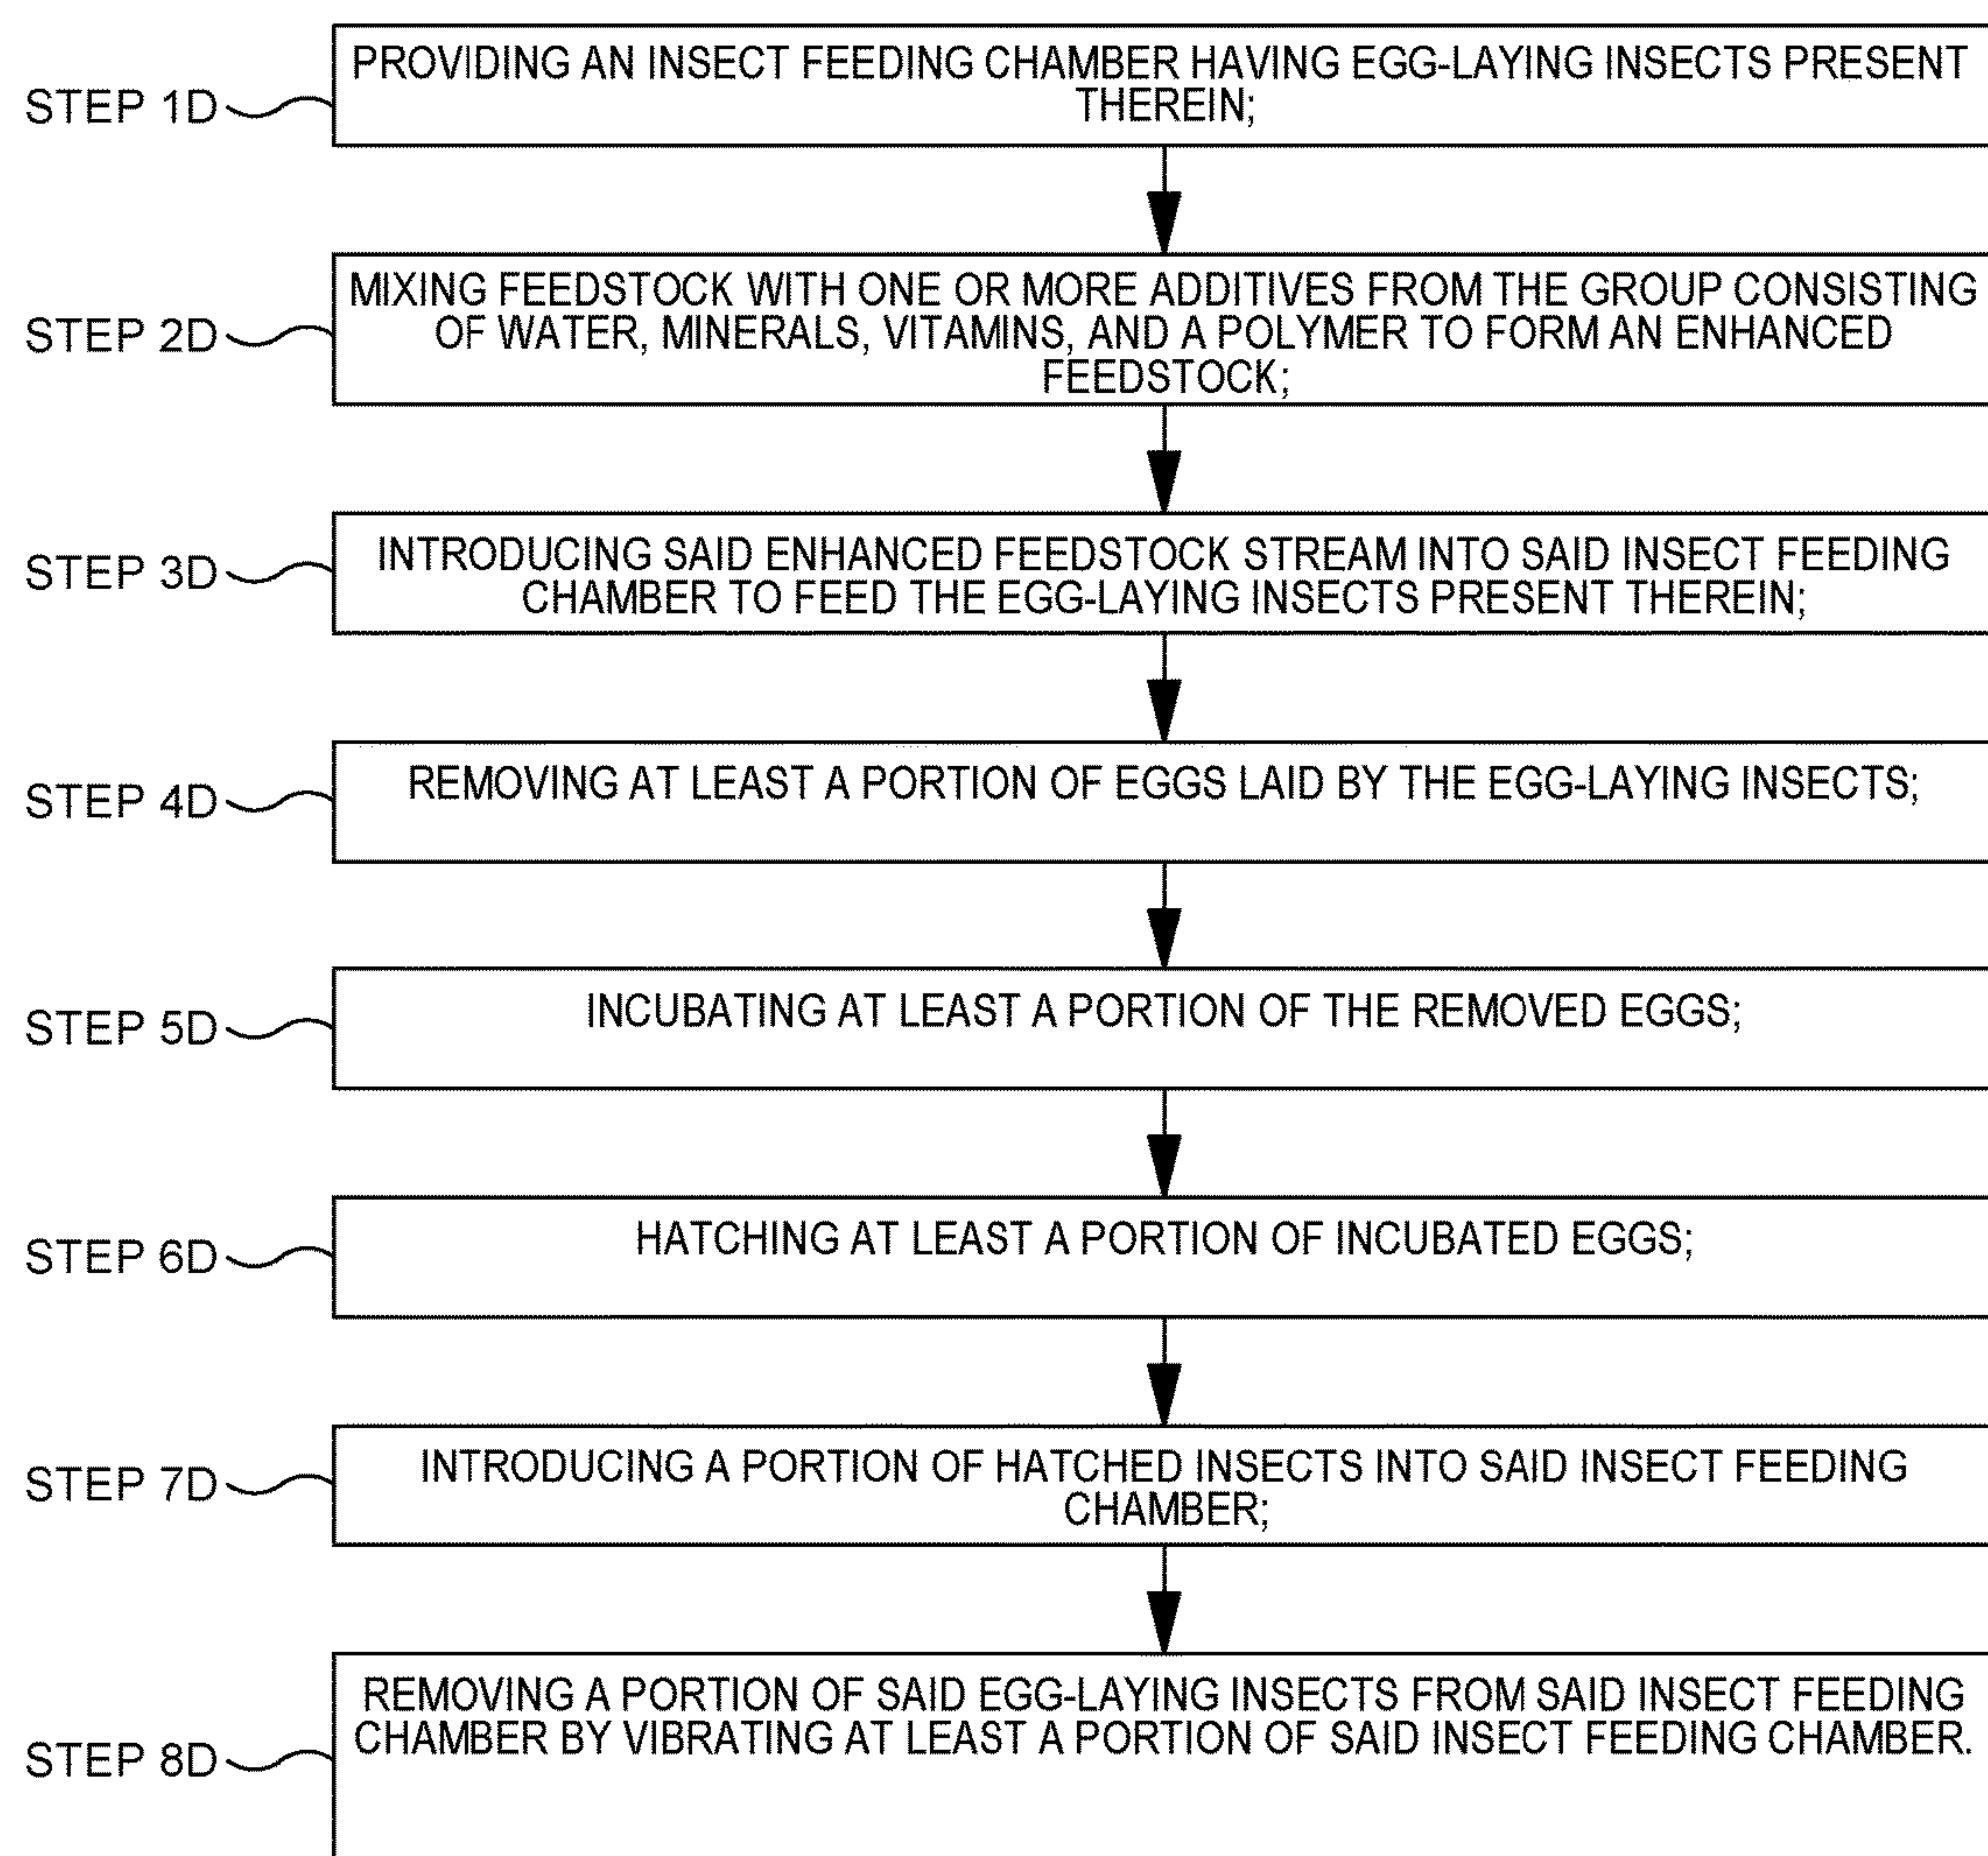 STEP 1D
PROVIDING AN INSECT FEEDING CHAMBER HAVING EGG-LAYING INSECTS PRESENT
THEREIN;
STEP 2D
MIXING FEEDSTOCK WITH ONE OR MORE ADDITIVES FROM THE GROUP CONSISTING
OF WATER, MINERALS, VITAMINS, AND A POLYMER TO FORM AN ENHANCED
FEEDSTOCK;
STEP 3D
INTRODUCING SAID ENHANCED FEEDSTOCK STREAM INTO SAID INSECT FEEDING
CHAMBER TO FEED THE EGG-LAYING INSECTS PRESENT THEREIN;
STEP 4D
REMOVING AT LEAST A PORTION OF EGGS LAID BY THE EGG-LAYING INSECTS;
STEP 5D
INCUBATING AT LEAST A PORTION OF THE REMOVED EGGS;
STEP 6D
HATCHING AT LEAST A PORTION OF INCUBATED EGGS;
STEP 7D
INTRODUCING A PORTION OF HATCHED INSECTS INTO SAID INSECT FEEDING
CHAMBER;
STEP 8D
REMOVING A PORTION OF SAID EGG-LAYING INSECTS FROM SAID INSECT FEEDING
CHAMBER BY VIBRATING AT LEAST A PORTION OF SAID INSECT FEEDING CHAMBER.